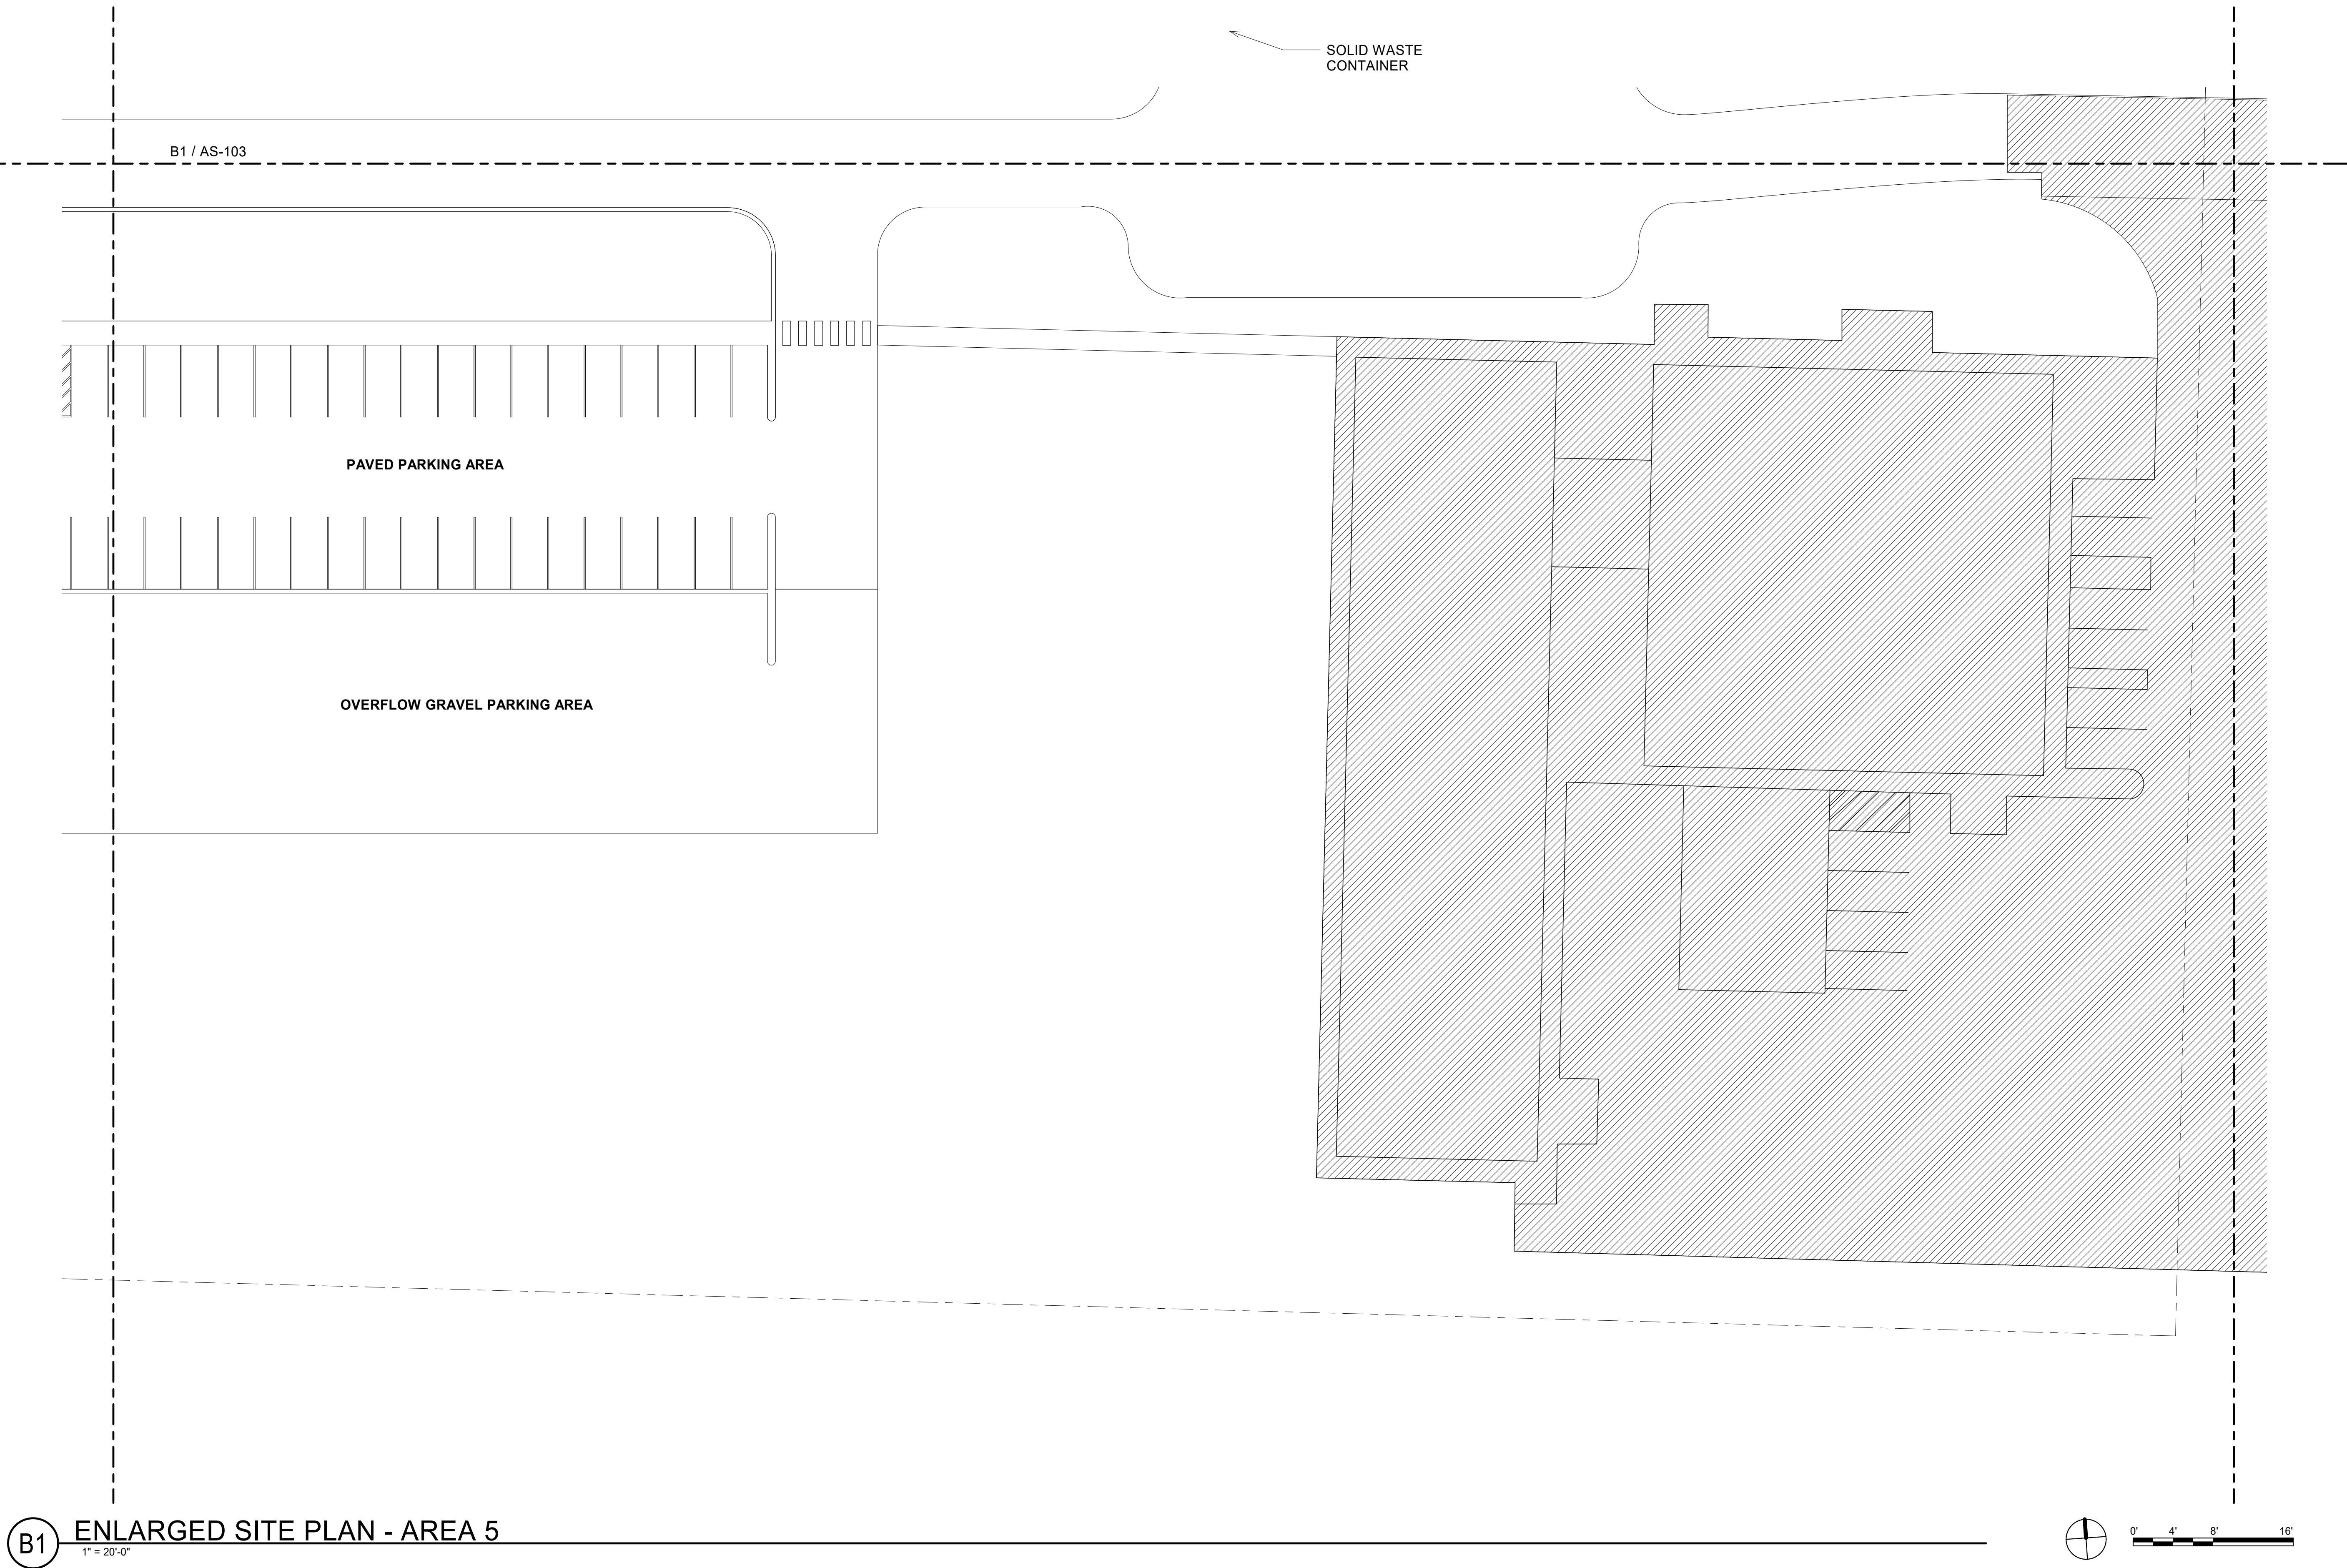 SOLID WASTE
CONTAINER
B1 / AS-103
PAVED PARKING AREA
OVERFLOW GRAVEL PARKING AREA
B1
ENLARGED SITE PLAN - AREA 5
1" = 20'-0"
0' 4' 8' 16'